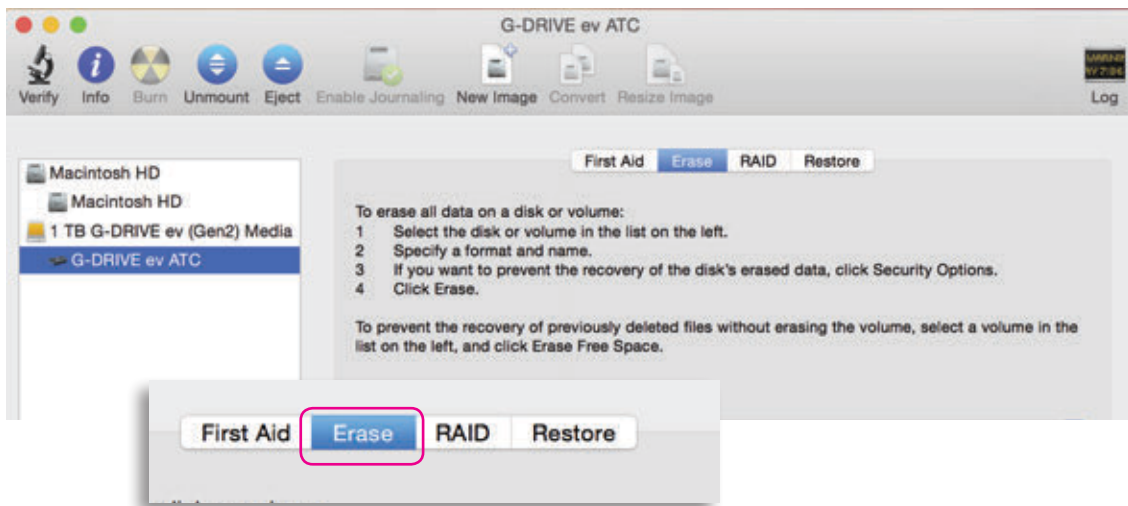 G-DRIVE ev ATC
Verify Info Burn Unmount Eject Enable Journaling New Image Convert Resize Image Log
First Aid Erase RAID Restore
Macintosh HD
Macintosh HD
1 TB G-DRIVE ev (Gen2) Media
G-DRIVE ev ATC
To erase all data on a disk or volume:
1 Select the disk or volume in the list on the left.
2 Specify a format and name.
3 If you want to prevent the recovery of the disk's erased data, click Security Options.
4 Click Erase.
To prevent the recovery of previously deleted files without erasing the volume, select a volume in the
list on the left, and click Erase Free Space.
First Aid Erase RAID Restore